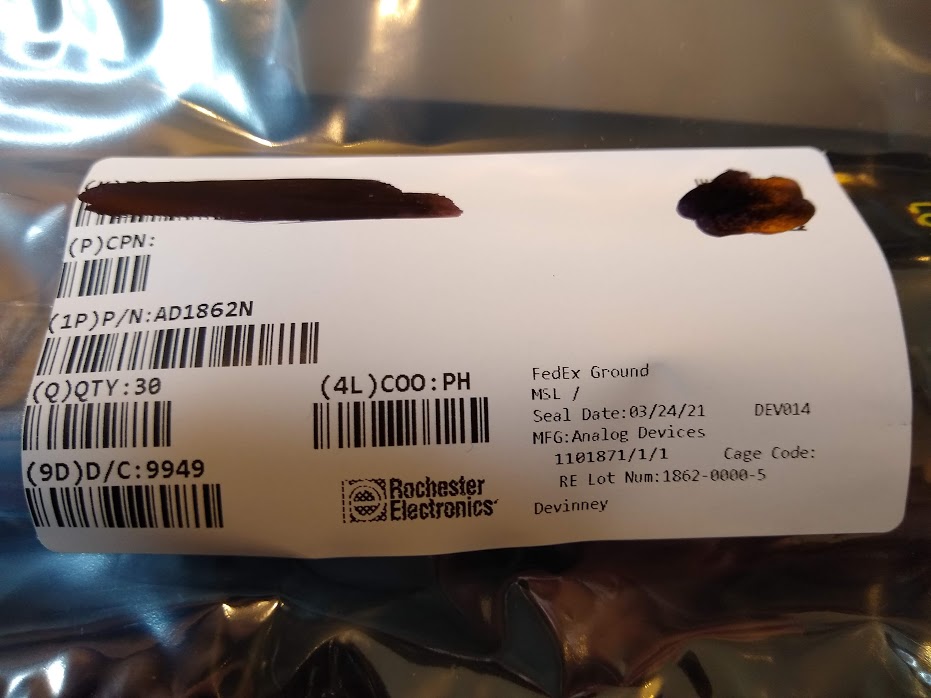 (P)CPN:
(1P)P/N:AD1862N
(Q)QTY:30
(4L)COO:PH
(9D)D/C:9949
Rochester
Electronics
FedEx Ground
MSL /
Seal Date:03/24/21 DEV014
MFG:Analog Devices
1101871/1/1 Cage Code:
RE Lot Num:1862-0000-5
Devinney